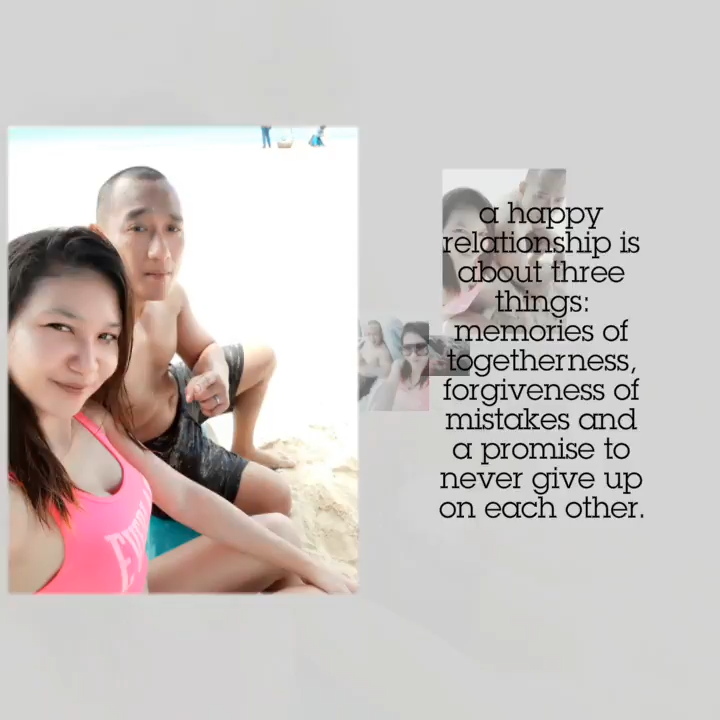 a happy
relationship is
about three
things:
memories of
togetherness,
forgiveness of
mistakes and
a promise to
never give up
on each other.